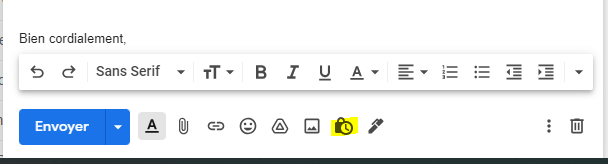 Bien cordialement,
Sans Serif
B I U A
Envoyer A